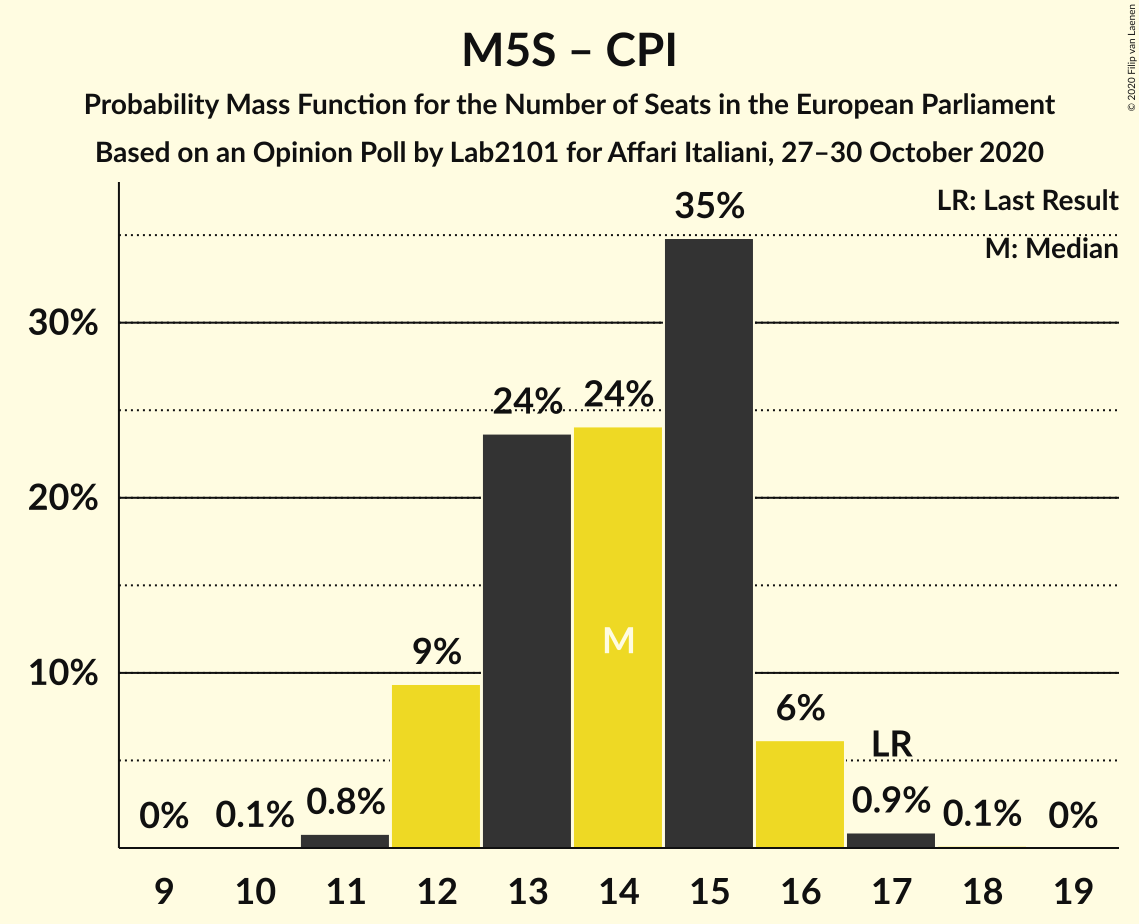 M5S – CPI
Probability Mass Function for the Number of Seats in the European Parliament
Based on an Opinion Poll by Lab2101 for Affari Italiani, 27–30 October 2020
© 2020 Filip van Laenen
LR: Last Result
M: Median
35%
30%
24% 24%
20%
M
9%
10%
6%
LR
0% 0.1% 0.8% 0.9% 0.1% 0%
9 10 11 12 13 14 15 16 17 18 19